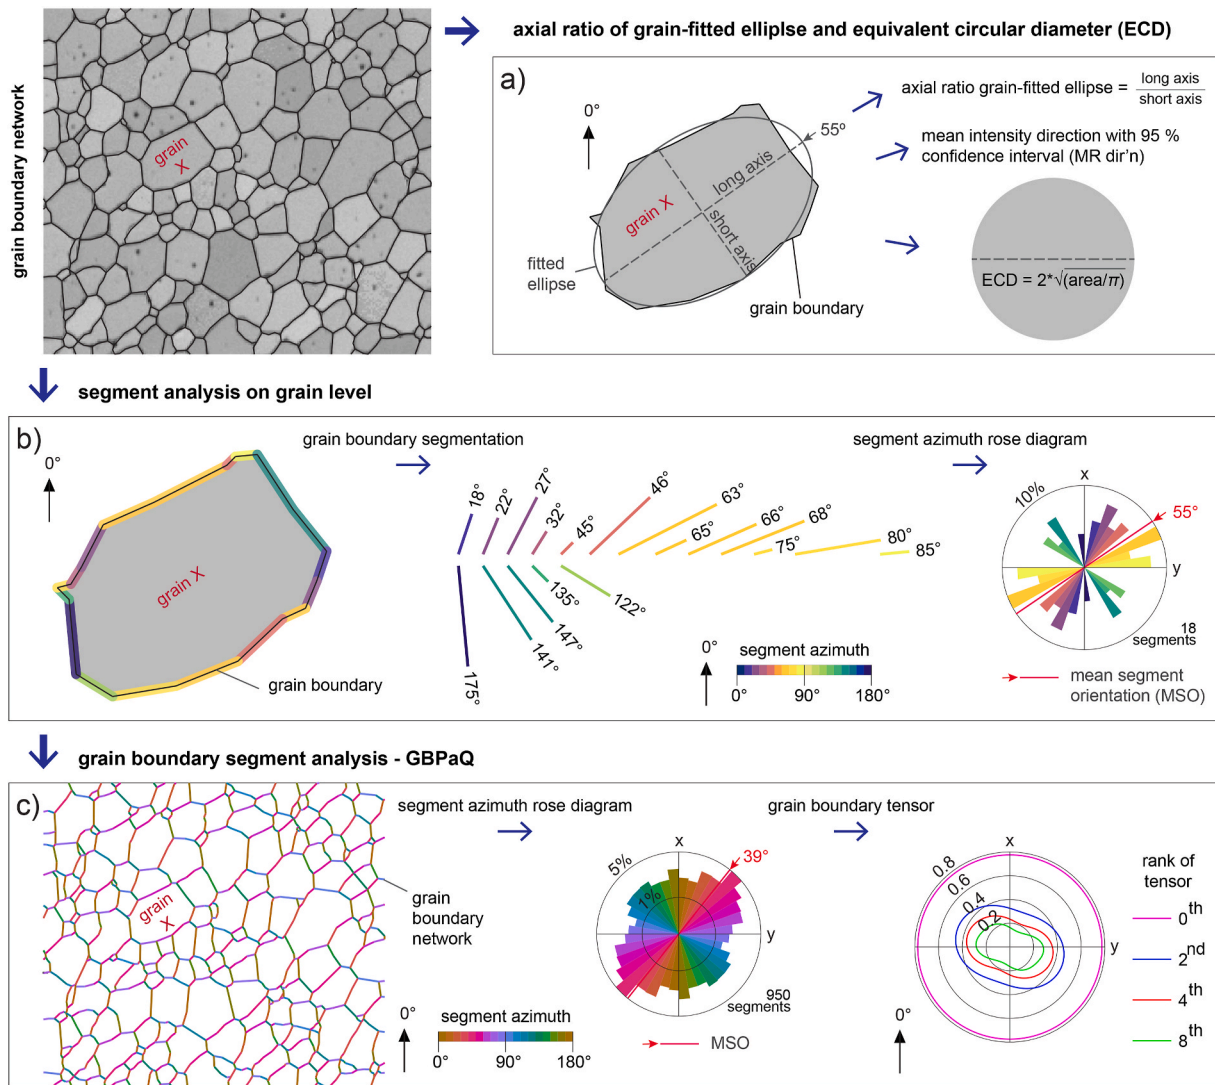 axial ratio of grain-fitted elliplse and equivalent circular diameter (ECD)
grain boundary network
grain
X
a)
0°
55º
long axis
short axis
grain X
fitted
ellipse
grain boundary
axial ratio grain-fitted ellipse = long axis
short axis
mean intensity direction with 95 %
confidence interval (MR dir'n)
ECD = 2*√(area/π)
segment analysis on grain level
b)
0°
grain X
grain boundary
grain boundary segmentation
18°
22°
27°
32°
45°
46°
63°
65°
66°
68°
75°
80°
85°
175°
141°
147°
135°
122°
0°
segment azimuth
0°
90°
180°
segment azimuth rose diagram
x
10%
55°
y
18
segments
mean segment
orientation (MSO)
grain boundary segment analysis - GBPaQ
c)
grain
X
grain
boundary
network
0°
segment azimuth
0°
90°
180°
segment azimuth rose diagram
x
5%
1%
39°
y
950
segments
MSO
grain boundary tensor
x
0.8
0.6
0.4
0.2
y
0°
rank of
tensor
0th
2nd
4th
8th